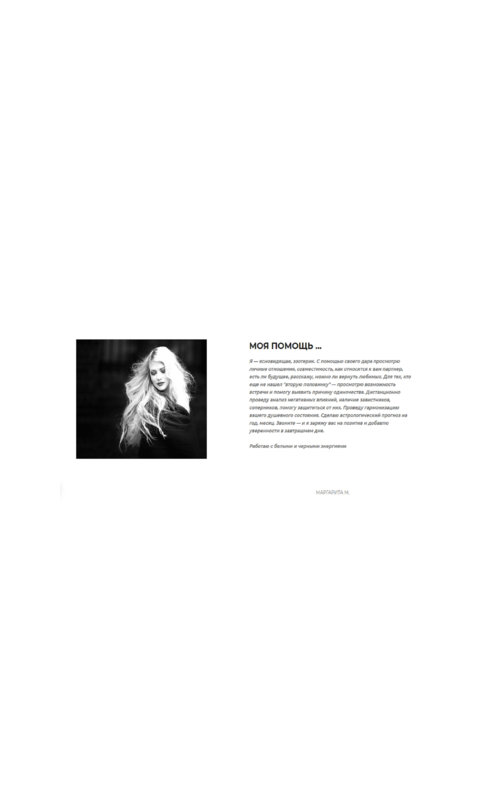 МОЯ ПОМОЩЬ ...
Я — ясновидящая, эзотерик. С помощью своего дара просмотрю
личные отношения, совместимость, как относится к вам партнер,
есть ли будущее, расскажу, можно ли вернуть любимых. Для тех, кто
еще не нашел "вторую половинку" — просмотрю возможность
встречи и помогу выявить причину одиночества. Дистанционно
проведу анализ негативных влияний, наличие завистников,
соперников, помогу защититься от них. Проведу гармонизацию
вашего душевного состояния. Сделаю астрологический прогноз на
год, месяц. Звоните — и я заряжу вас на позитив и добавлю
уверенности в завтрашнем дне.
Работаю с белыми и черными энергиями
МАРГАРИТА М.